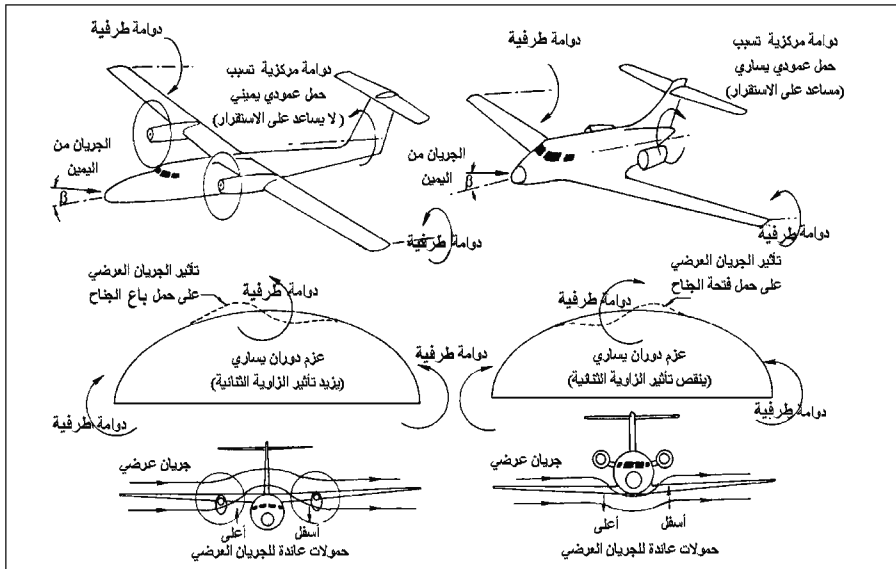 دوامة طرفية
دوامة مركزية تسبب
حمل عمودي يميني
(لا يساعد على الاستقرار)
الجريان من
اليمين
β
دوامة طرفية
دوامة طرفية
دوامة مركزية تسبب
حمل عمودي يساري
(مساعد على الاستقرار)
الجريان من
اليمين
β
دوامة طرفية
تأثير الجريان العرضي
على حمل باع الجناح
دوامة طرفية
عزم دوران يساري
(يزيد تأثير الزاوية الثنائية)
دوامة طرفية
دوامة طرفية
تأثير الجريان العرضي
على حمل فتحة الجناح
دوامة طرفية
عزم دوران يساري
(ينقص تأثير الزاوية الثنائية)
دوامة طرفية
جريان عرضي
أعلى
أسفل
حمولات عائدة للجريان العرضي
جريان عرضي
أعلى
أسفل
حمولات عائدة للجريان العرضي